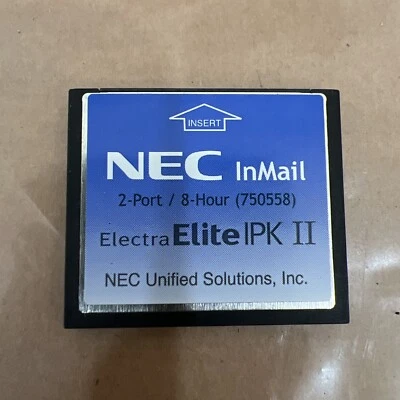 INSERT
NEC InMail
2-Port / 8-Hour (750558)
Electra Elite IPK II
NEC Unified Solutions, Inc.